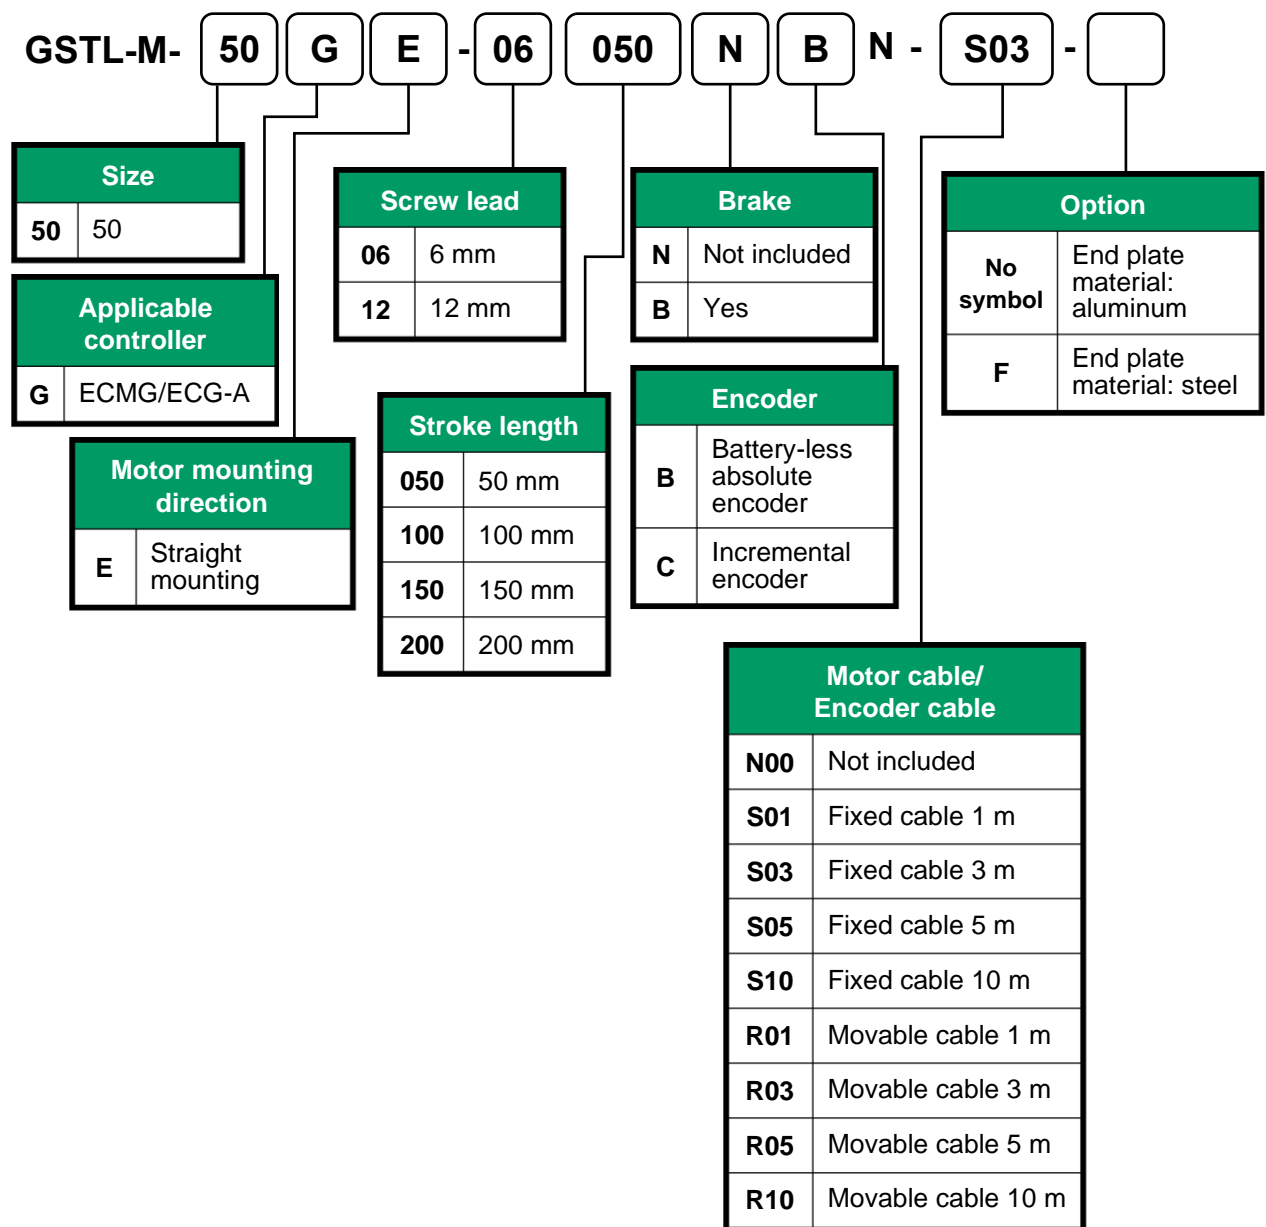 GSTL-M- 50 G E - 06 050 N B N - S03 -
Size
50 50
Applicable
controller
G ECMG/ECG-A
Motor mounting
direction
E Straight
mounting
Screw lead
06 6 mm
12 12 mm
Stroke length
050 50 mm
100 100 mm
150 150 mm
200 200 mm
Brake
N Not included
B Yes
Encoder
B Battery-less
absolute
encoder
C Incremental
encoder
Motor cable/
Encoder cable
N00 Not included
S01 Fixed cable 1 m
S03 Fixed cable 3 m
S05 Fixed cable 5 m
S10 Fixed cable 10 m
R01 Movable cable 1 m
R03 Movable cable 3 m
R05 Movable cable 5 m
R10 Movable cable 10 m
Option
No
symbol
End plate
material:
aluminum
F End plate
material: steel